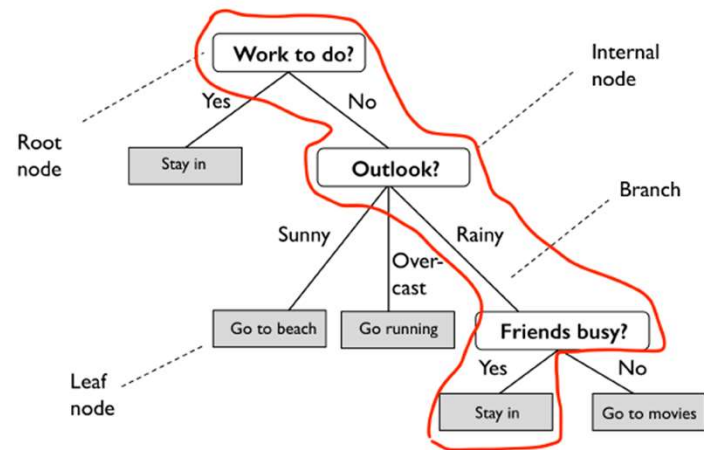 Work to do?
Internal
node
Yes
No
Root
node
Stay in
Outlook?
Branch
Sunny
Rainy
Over-
cast
Go to beach
Go running
Friends busy?
Leaf
node
Yes
No
Stay in
Go to movies